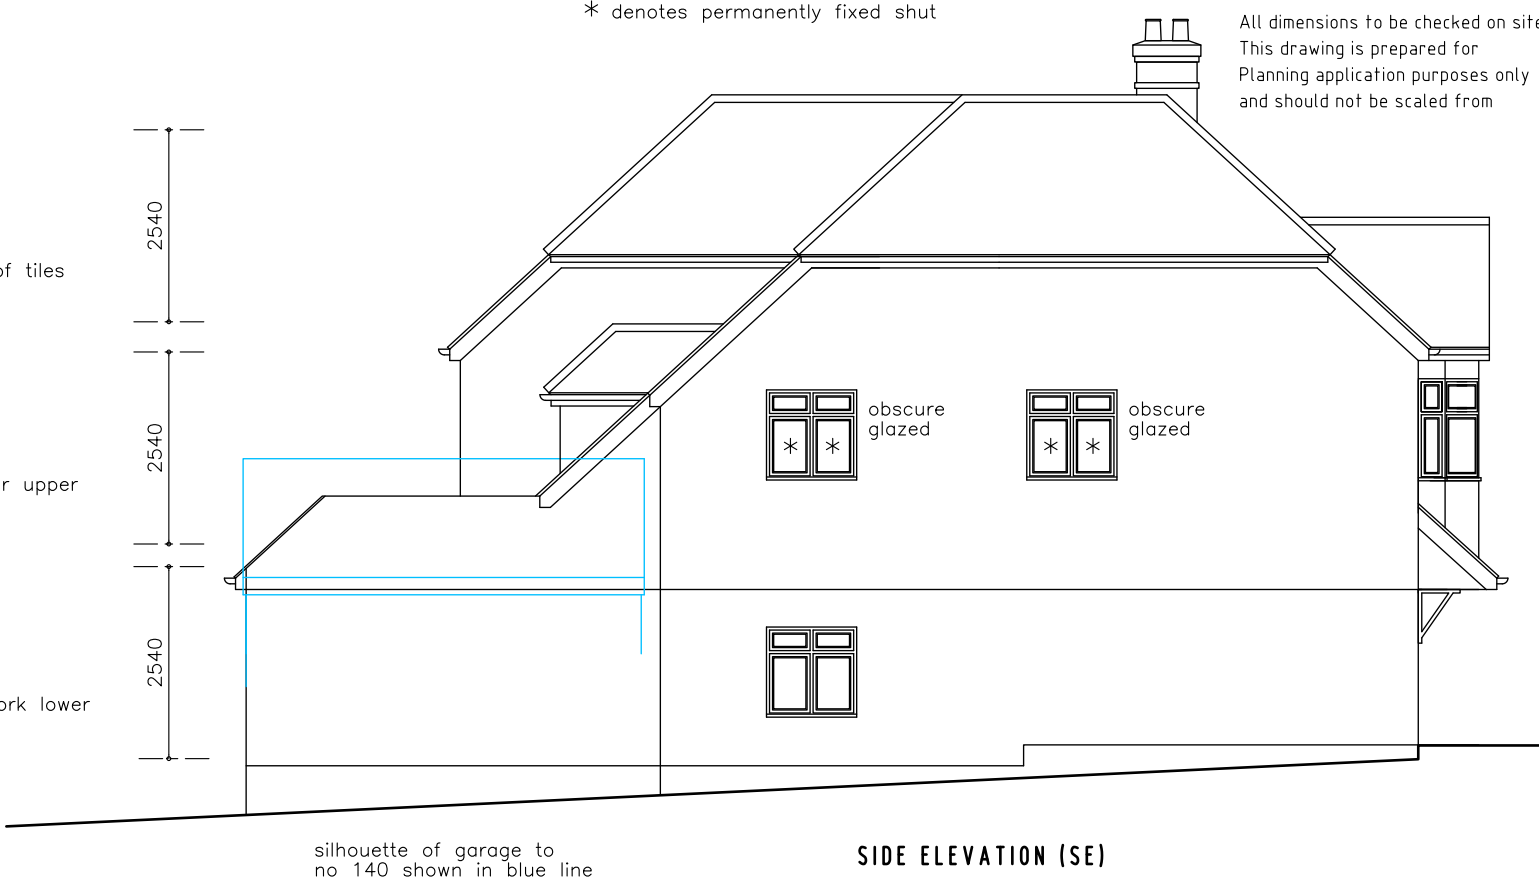 * denotes permanently fixed shut
All dimensions to be checked on site
This drawing is prepared for
Planning application purposes only
and should not be scaled from
2540
of tiles
obscure
glazed
obscure
glazed
2540
r upper
2540
ork lower
silhouette of garage to
no 140 shown in blue line
SIDE ELEVATION (SE)